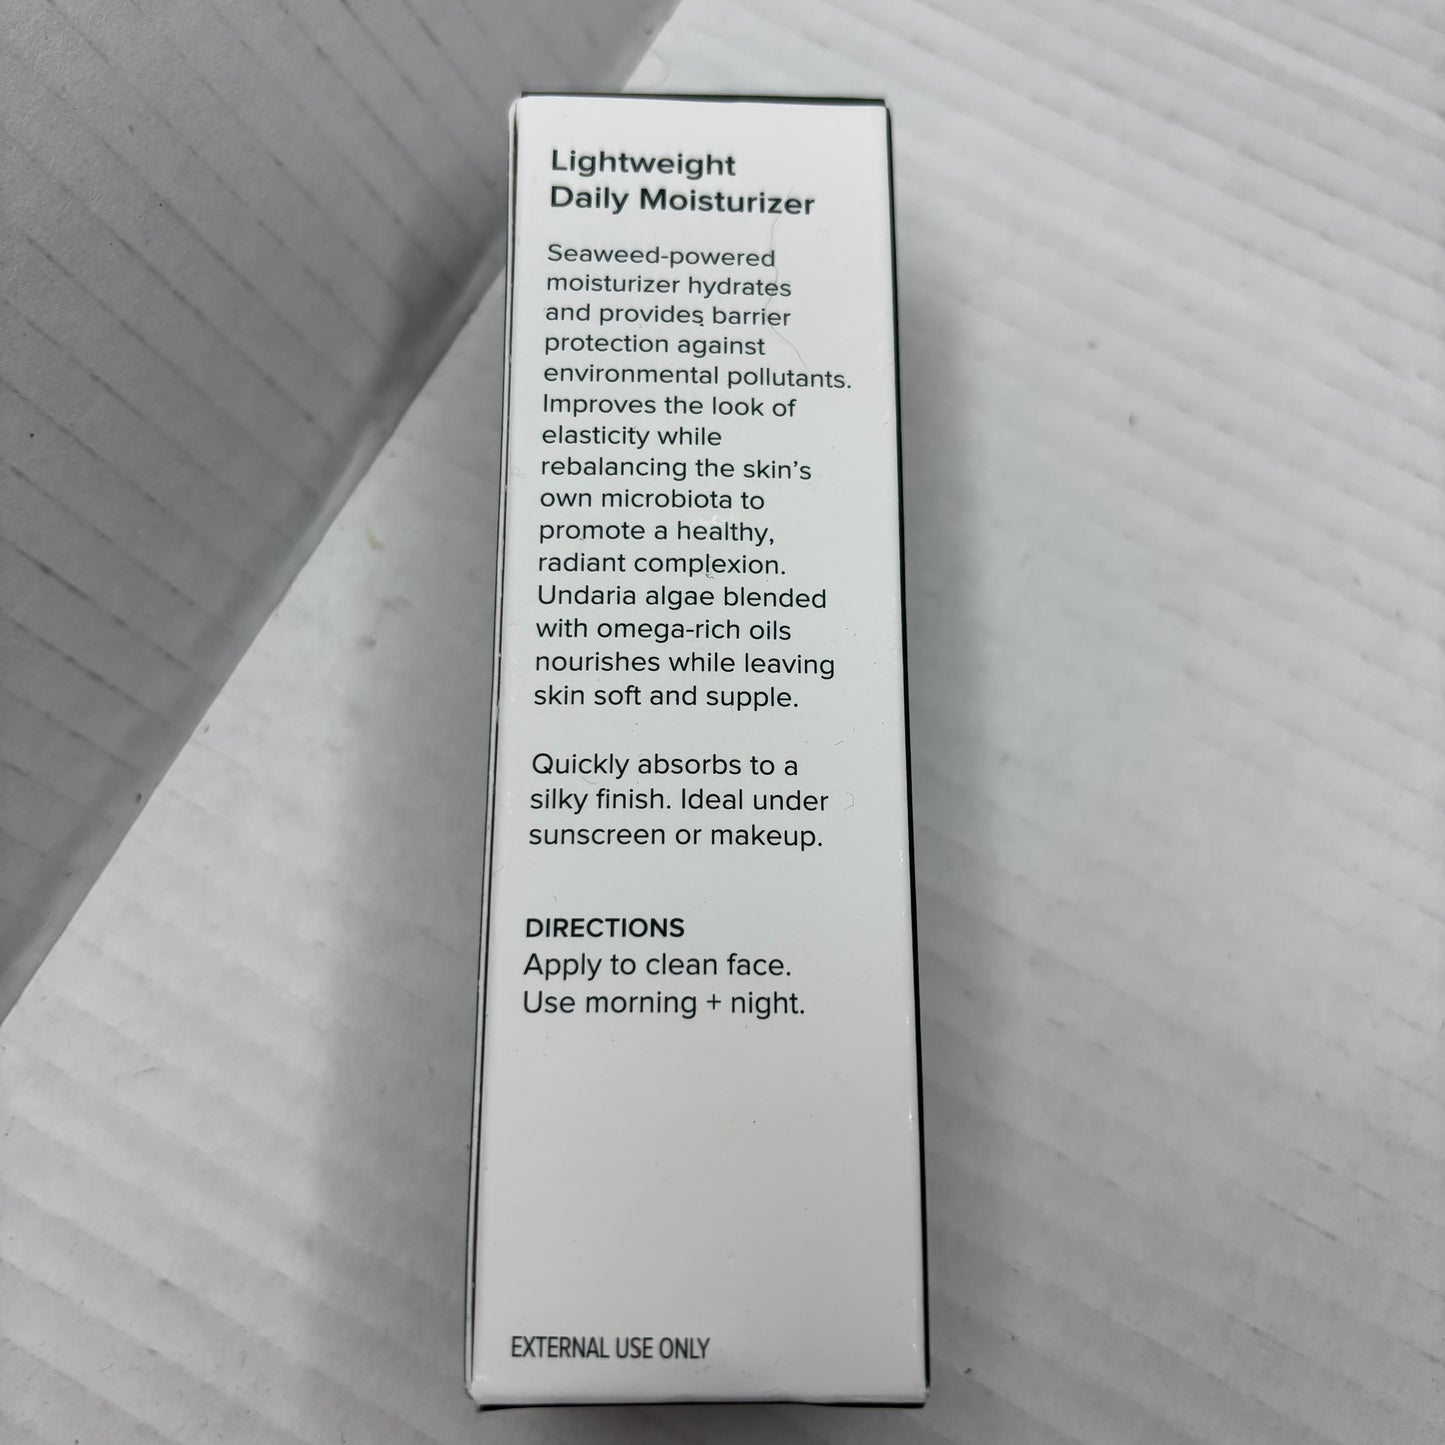 Lightweight
Daily Moisturizer
Seaweed-powered
moisturizer hydrates
and provides barrier
protection against
environmental pollutants.
Improves the look of
elasticity while
rebalancing the skin's
own microbiota to
promote a healthy,
radiant complexion.
Undaria algae blended
with omega-rich oils
nourishes while leaving
skin soft and supple.
Quickly absorbs to a
silky finish. Ideal under
sunscreen or makeup.
DIRECTIONS
Apply to clean face.
Use morning + night.
EXTERNAL USE ONLY